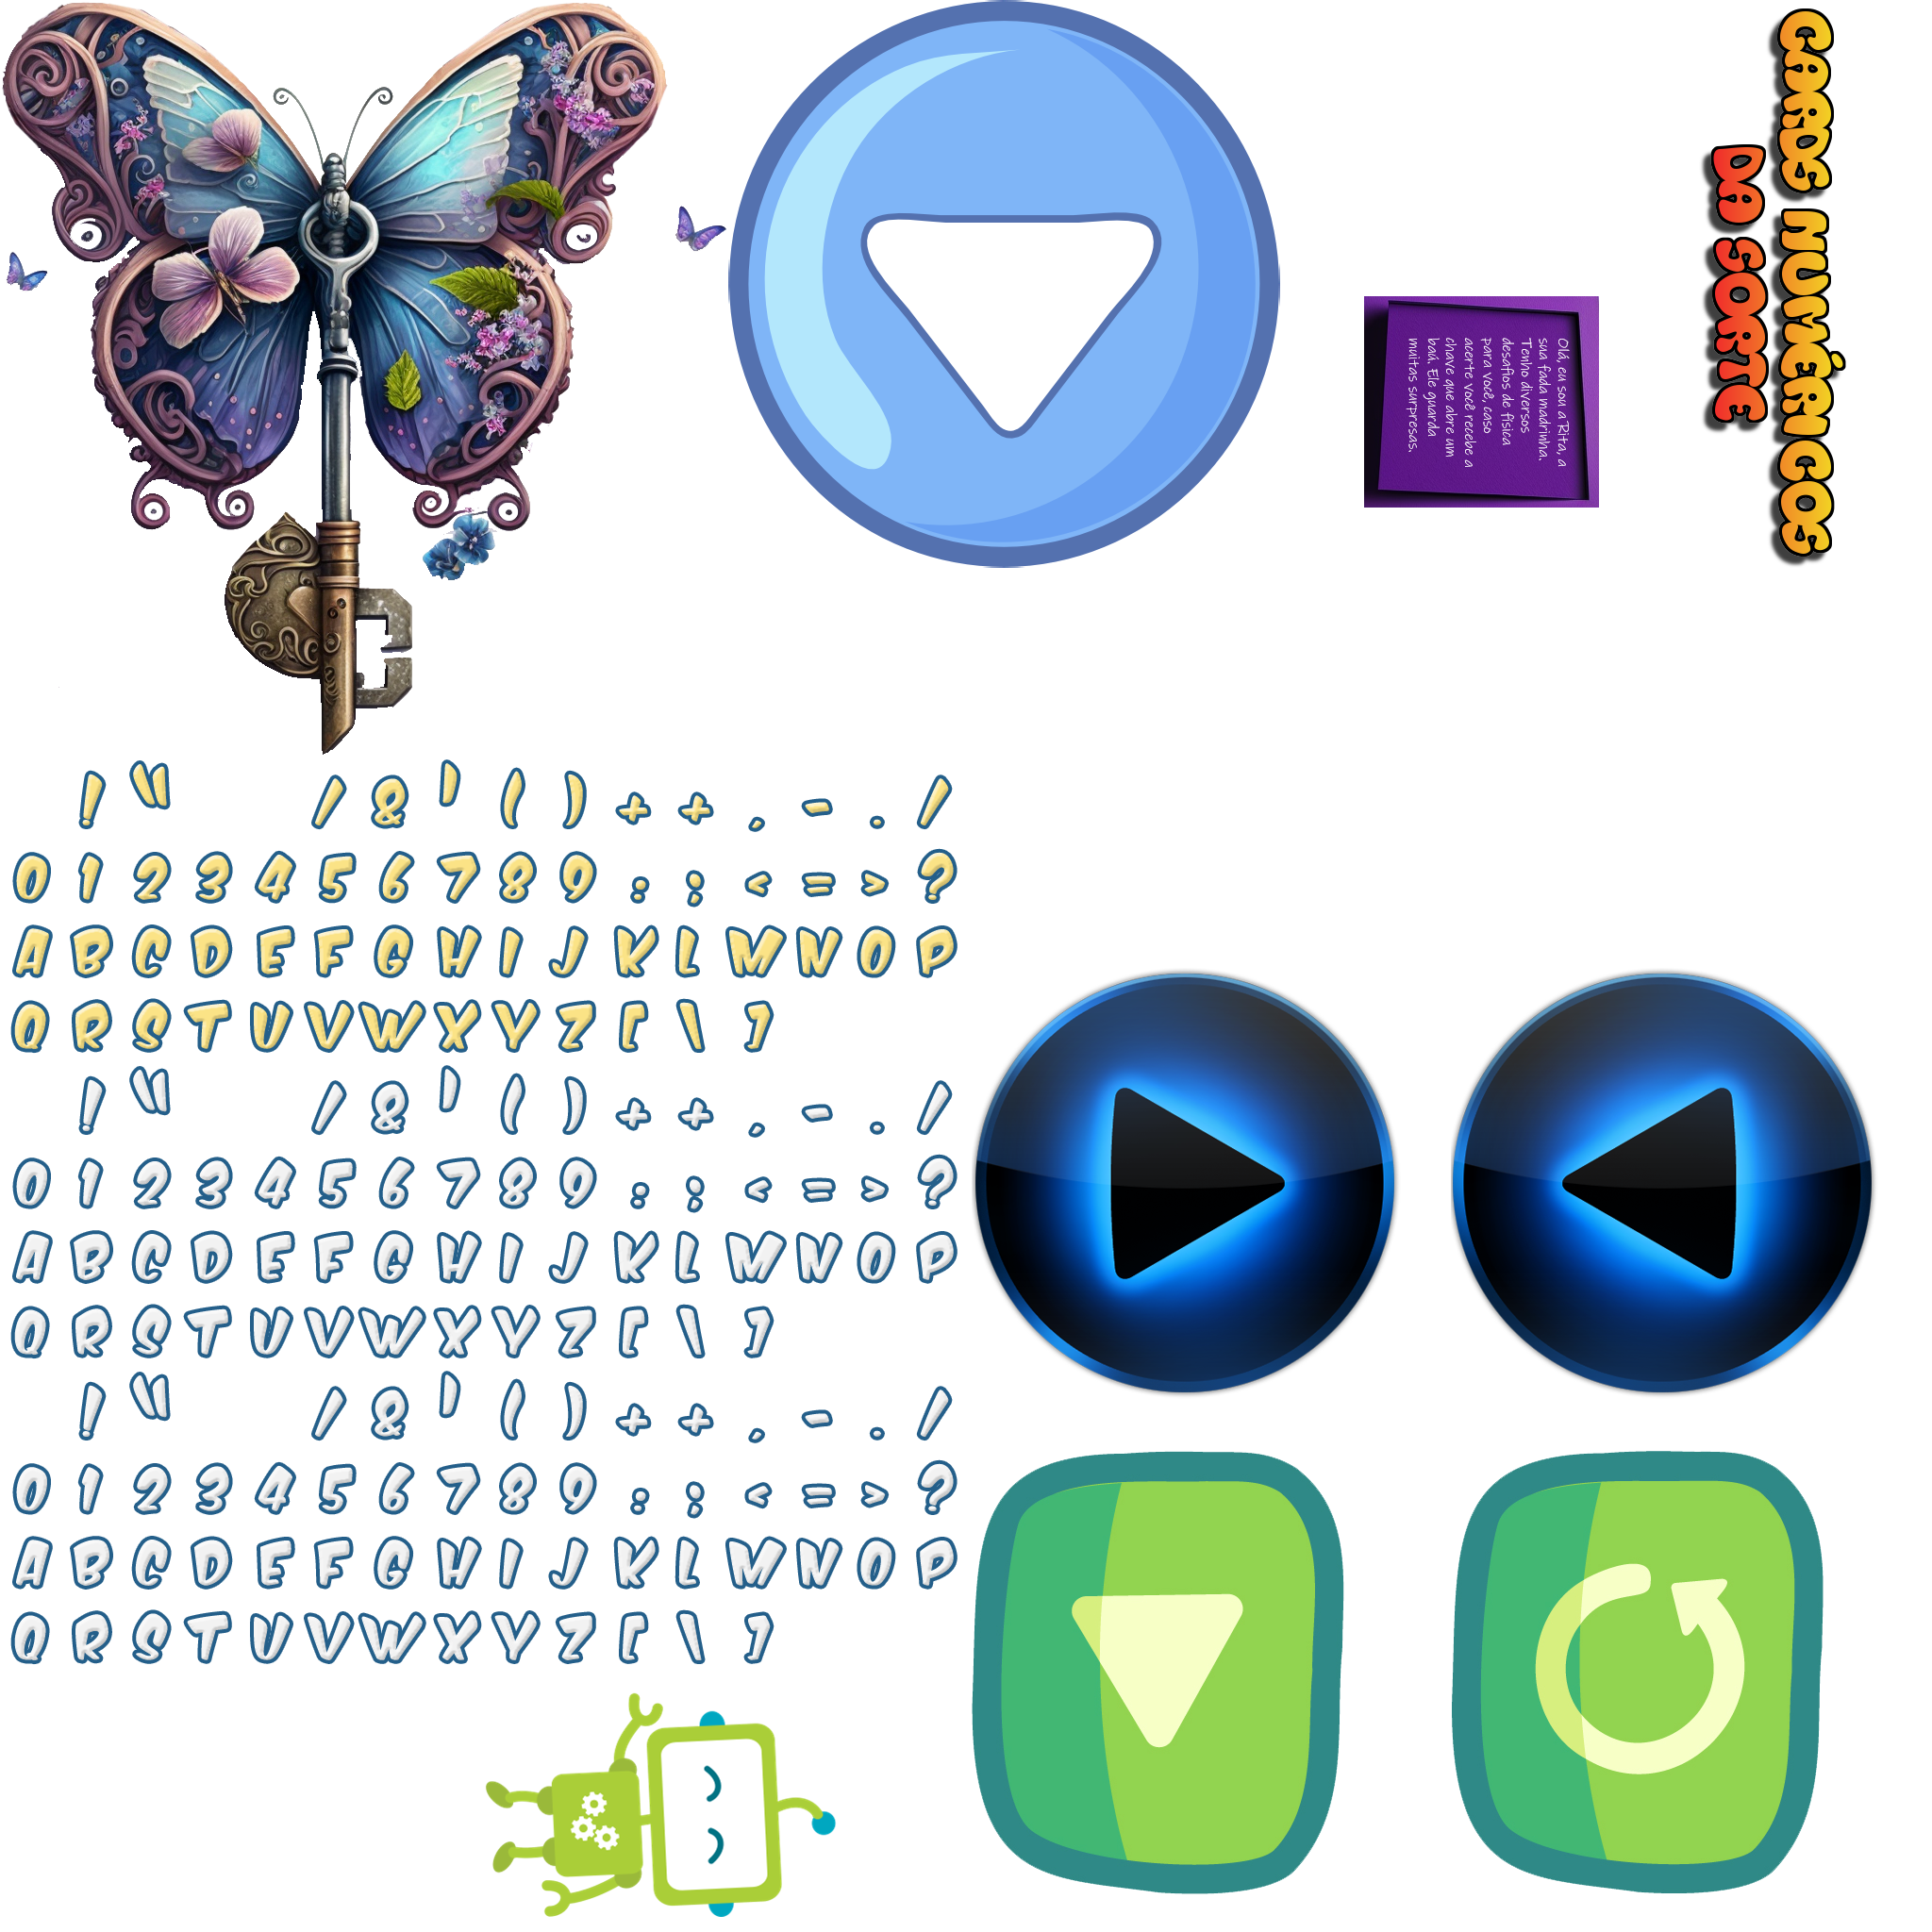 CARDS NUMÉRICOS
DA SORTE
Olá, eu sou a Rita, a
sua fada madrinha.
Tenho diversos
desafios de física
para você, caso
acerte você recebe a
chave que abre um
baú. Ele guarda
muitas surpresas.
! " / & ' ( ) + + , - . /
0 1 2 3 4 5 6 7 8 9 : ; < = > ?
A B C D E F G H I J K L M N O P
Q R S T U V W X Y Z [ \ ]
! " / & ' ( ) + + , - . /
0 1 2 3 4 5 6 7 8 9 : ; < = > ?
A B C D E F G H I J K L M N O P
Q R S T U V W X Y Z [ \ ]
! " / & ' ( ) + + , - . /
0 1 2 3 4 5 6 7 8 9 : ; < = > ?
A B C D E F G H I J K L M N O P
Q R S T U V W X Y Z [ \ ]